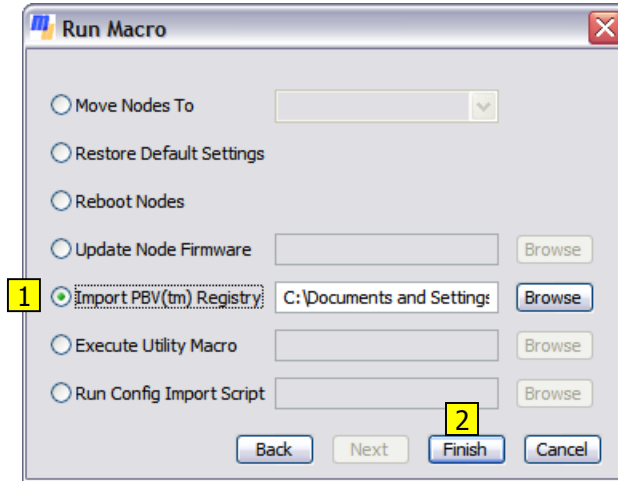 Run Macro
Move Nodes To
Restore Default Settings
Reboot Nodes
Update Node Firmware Browse
1 Import PBV(tm) Registry C:\Documents and Settings Browse
Execute Utility Macro Browse
Run Config Import Script Browse
2
Back Next Finish Cancel